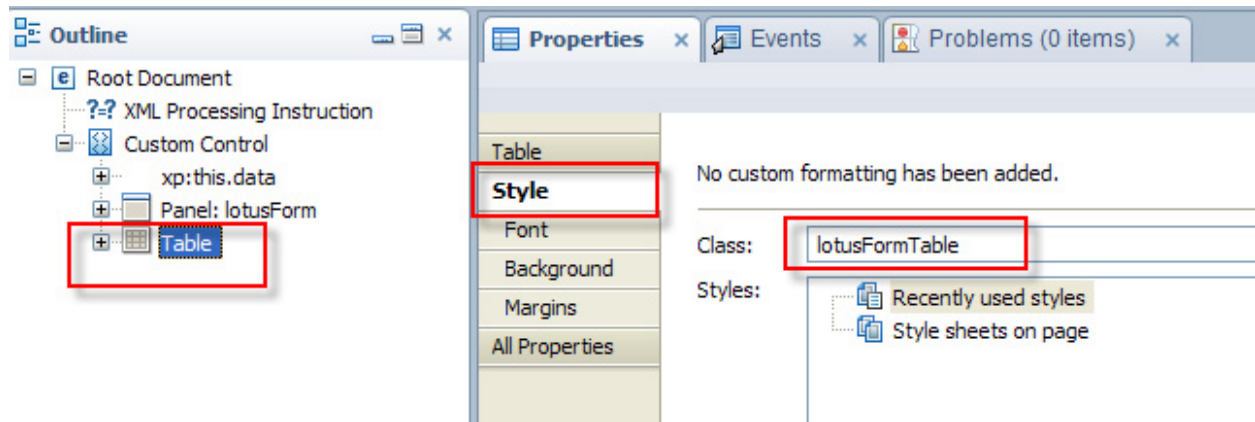 Outline
Root Document
?=? XML Processing Instruction
Custom Control
xp:this.data
Panel: lotusForm
Table
Properties
Events
Problems (0 items)
Table
Style
Font
Background
Margins
All Properties
No custom formatting has been added.
Class: lotusFormTable
Styles:
Recently used styles
Style sheets on page